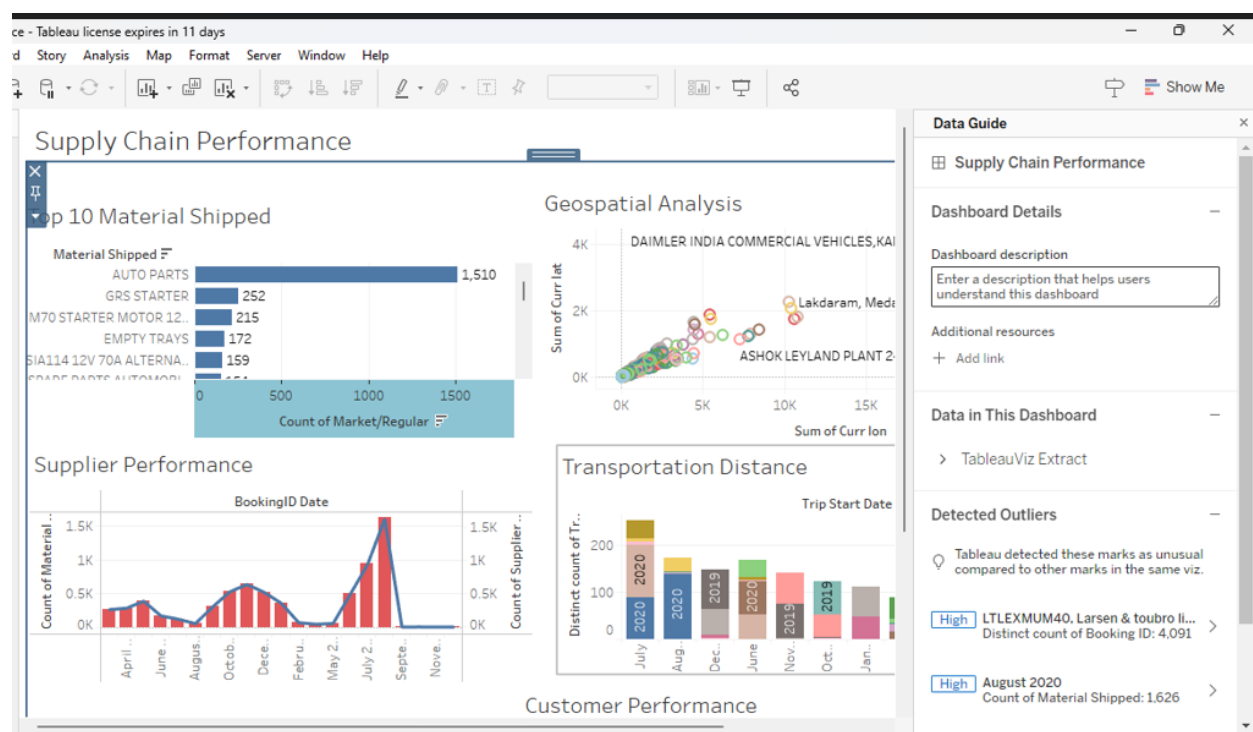 ce - Tableau license expires in 11 days
d Story Analysis Map Format Server Window Help
Show Me
Supply Chain Performance
Top 10 Material Shipped
Material Shipped
AUTO PARTS 1,510
GRS STARTER 252
M70 STARTER MOTOR 12.. 215
EMPTY TRAYS 172
SIA114 12V 70A ALTERNA.. 159
0 500 1000 1500
Count of Market/Regular
Geospatial Analysis
DAIMLER INDIA COMMERCIAL VEHICLES,KAN
Lakdaram, Meda
ASHOK LEYLAND PLANT 2-
Sum of Curr lat
4K
2K
0K
0K 5K 10K 15K
Sum of Curr lon
Supplier Performance
BookingID Date
Count of Material ..
1.5K
1K
0.5K
0K
1.5K
1K
0.5K
0K
Count of Supplier ..
April.. June.. Augus.. Octob.. Dece.. Febru.. May 2.. July 2.. Septe.. Nove..
Transportation Distance
Trip Start Date
Distinct count of Tr..
200
100
0
2020 2020 2020 2019 2020 2019 2019
July Aug.. Dec.. June Nov.. Oct.. Jan..
Customer Performance
Data Guide
Supply Chain Performance
Dashboard Details
Dashboard description
Enter a description that helps users
understand this dashboard
Additional resources
Add link
Data in This Dashboard
TableauViz Extract
Detected Outliers
Tableau detected these marks as unusual
compared to other marks in the same viz.
High LTLEXMUM40, Larsen & toubro li...
Distinct count of Booking ID: 4,091
High August 2020
Count of Material Shipped: 1,626